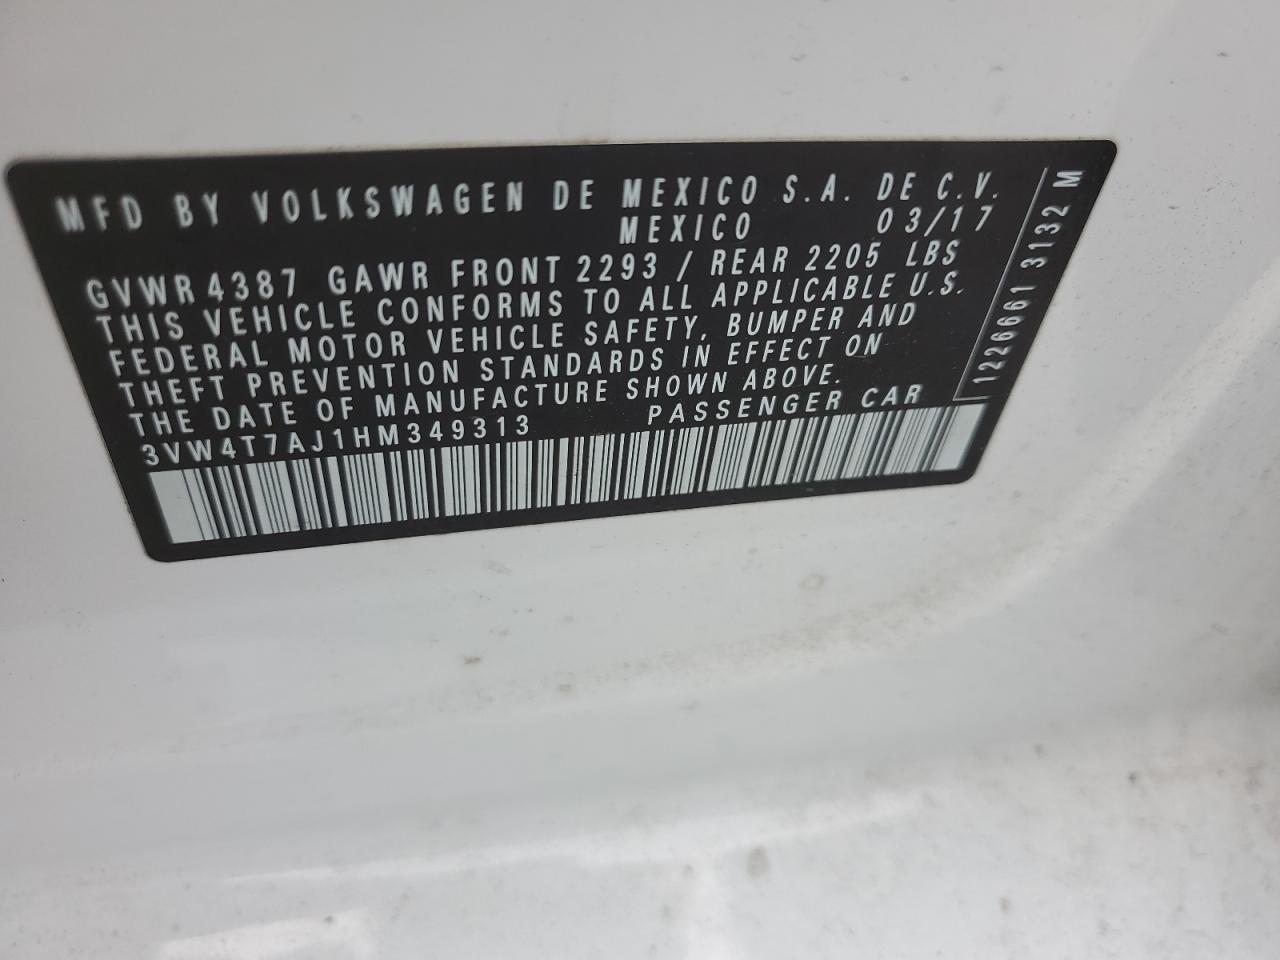 MFD BY VOLKSWAGEN DE MEXICO S.A. DE C.V.
MEXICO 03/17
GVWR 4387 GAWR FRONT 2293 / REAR 2205 LBS
THIS VEHICLE CONFORMS TO ALL APPLICABLE U.S.
FEDERAL MOTOR VEHICLE SAFETY, BUMPER AND
THEFT PREVENTION STANDARDS IN EFFECT ON
THE DATE OF MANUFACTURE SHOWN ABOVE.
3VW4T7AJ1HM349313 PASSENGER CAR
1226661 3132 M